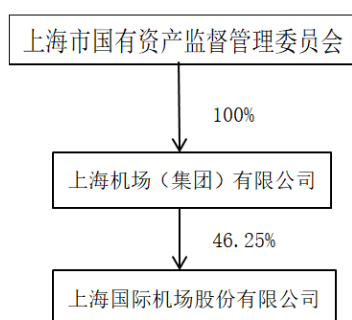 上海市国有资产监督管理委员会
100%
上海机场（集团）有限公司
46.25%
上海国际机场股份有限公司